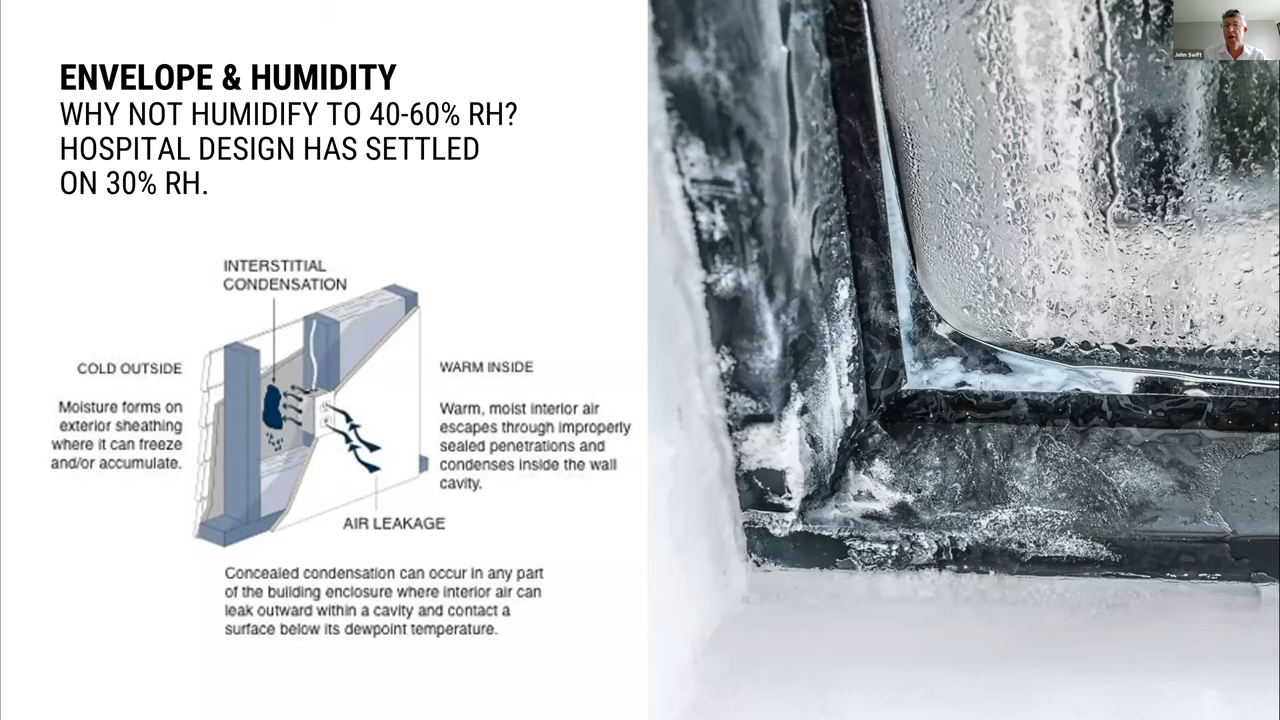 ENVELOPE & HUMIDITY
WHY NOT HUMIDIFY TO 40-60% RH?
HOSPITAL DESIGN HAS SETTLED
ON 30% RH.
INTERSTITIAL
CONDENSATION
COLD OUTSIDE
Moisture forms on
exterior sheathing
where it can freeze
and/or accumulate.
WARM INSIDE
Warm, moist interior air
escapes through improperly
sealed penetrations and
condenses inside the wall
cavity.
AIR LEAKAGE
Concealed condensation can occur in any part
of the building enclosure where interior air can
leak outward within a cavity and contact a
surface below its dewpoint temperature.
John Swift